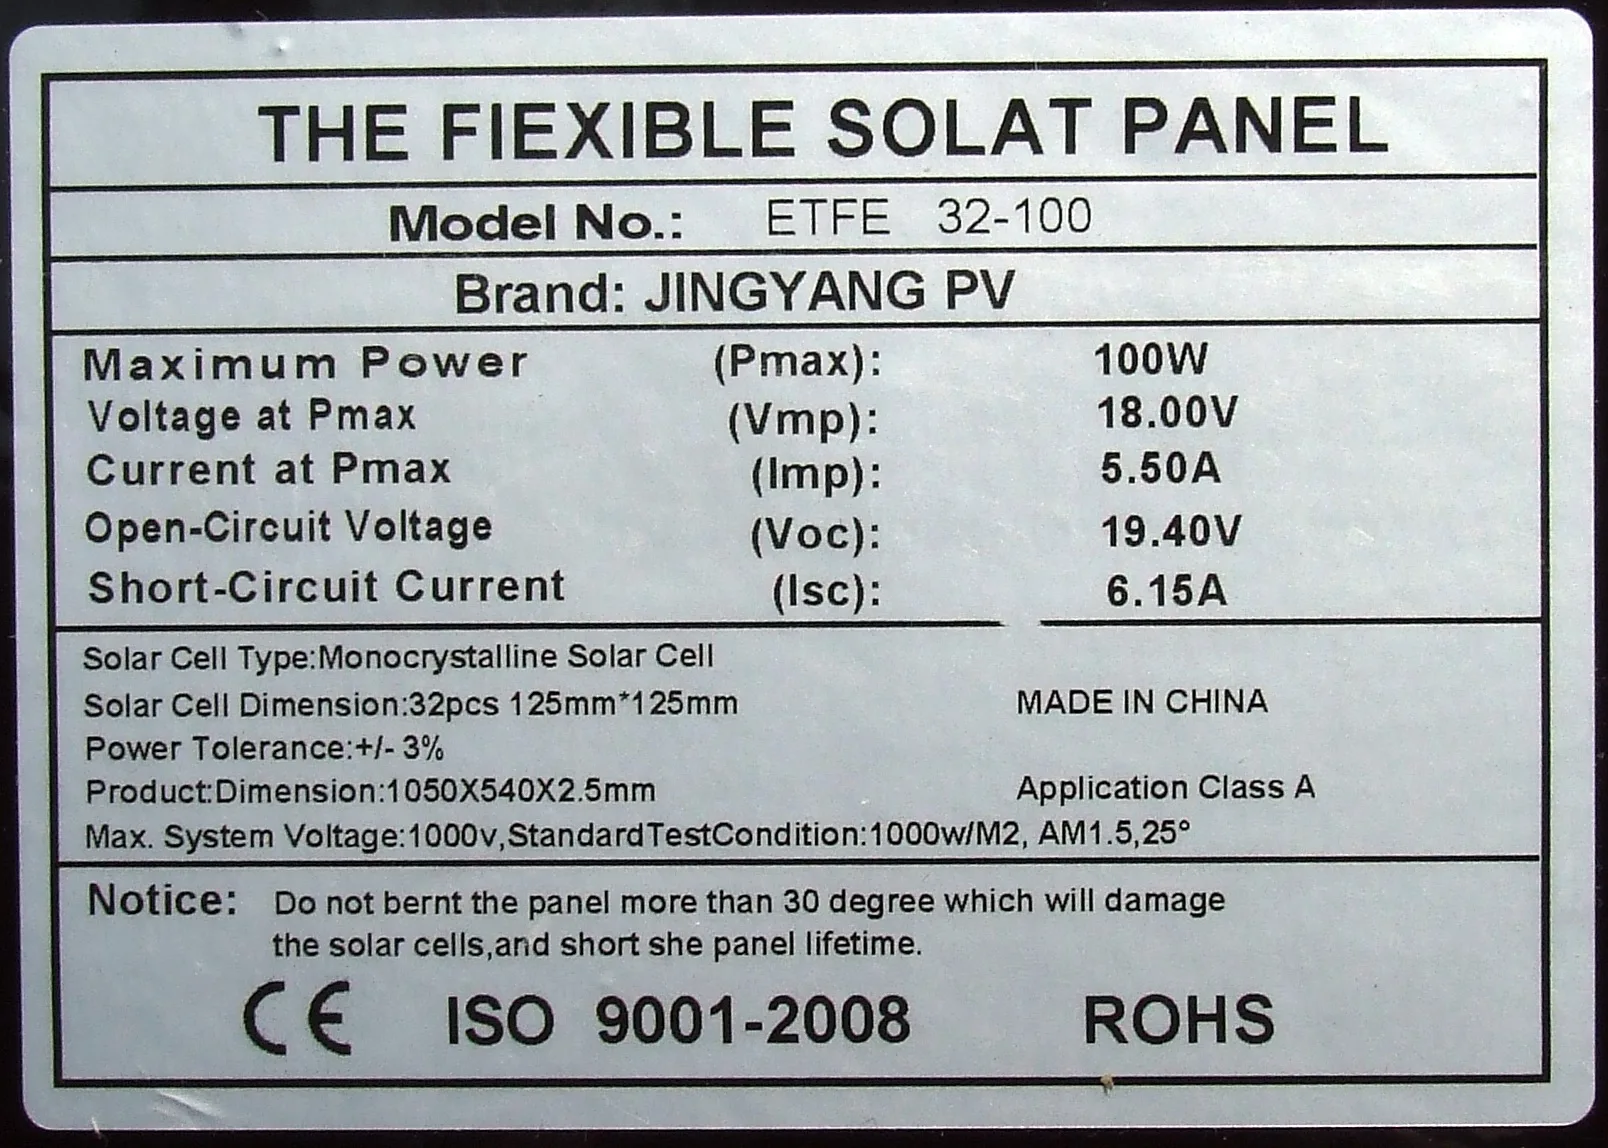 THE FIEXIBLE SOLAT PANEL
Model No.: ETFE 32-100
Brand: JINGYANG PV
Maximum Power (Pmax): 100W
Voltage at Pmax (Vmp): 18.00V
Current at Pmax (Imp): 5.50A
Open-Circuit Voltage (Voc): 19.40V
Short-Circuit Current (Isc): 6.15A
Solar Cell Type:Monocrystalline Solar Cell
Solar Cell Dimension:32pcs 125mm*125mm MADE IN CHINA
Power Tolerance:+/- 3%
Product:Dimension:1050X540X2.5mm Application Class A
Max. System Voltage:1000v,StandardTestCondition:1000w/M2, AM1.5,25°
Notice: Do not bernt the panel more than 30 degree which will damage
the solar cells,and short she panel lifetime.
CE ISO 9001-2008 ROHS